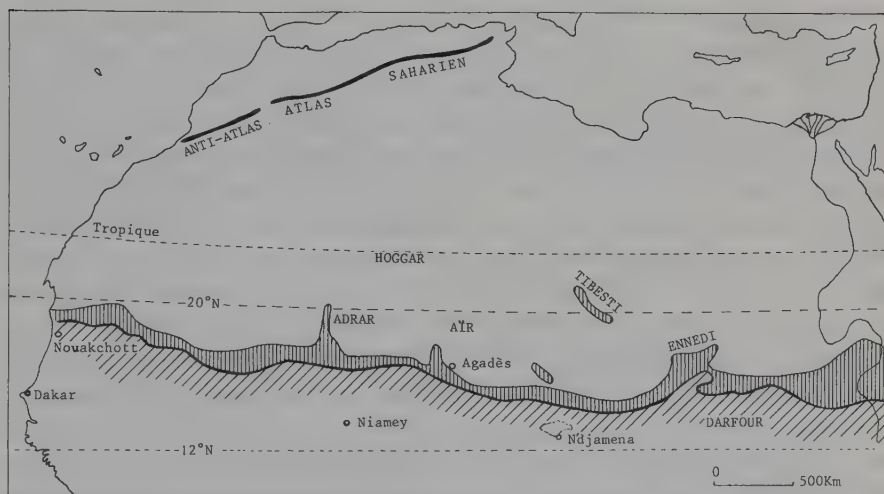 SAHARIEN
ATLAS
ANTI-ATLAS
Tropique
HOGGAR
TIBESTI
20°N
ADRAR
AÏR
ENNEDI
Nouakchott
Agadès
Dakar
Niamey
DARFOUR
Ndjamena
12°N
0
500Km